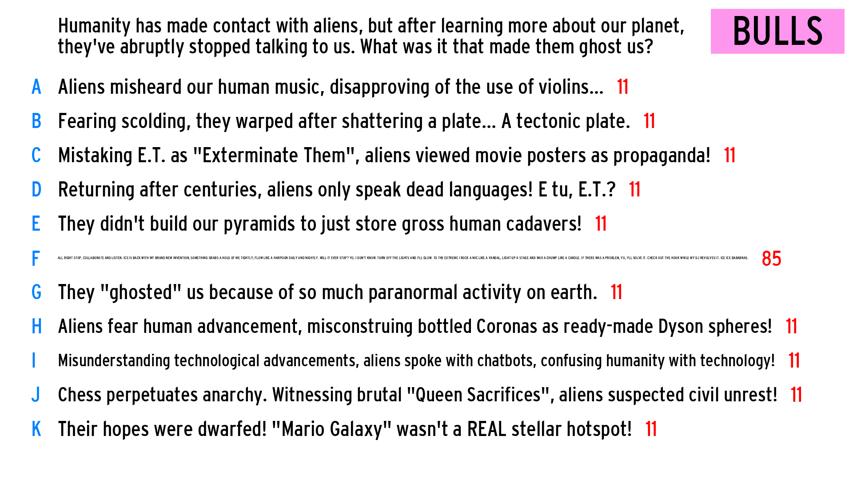 Humanity has made contact with aliens, but after learning more about our planet,
they've abruptly stopped talking to us. What was it that made them ghost us?
BULLS
A Aliens misheard our human music, disapproving of the use of violins... 11
B Fearing scolding, they warped after shattering a plate... A tectonic plate. 11
C Mistaking E.T. as "Exterminate Them", aliens viewed movie posters as propaganda! 11
D Returning after centuries, aliens only speak dead languages! E tu, E.T.? 11
E They didn't build our pyramids to just store gross human cadavers! 11
F 85
G They "ghosted" us because of so much paranormal activity on earth. 11
H Aliens fear human advancement, misconstruing bottled Coronas as ready-made Dyson spheres! 11
I Misunderstanding technological advancements, aliens spoke with chatbots, confusing humanity with technology! 11
J Chess perpetuates anarchy. Witnessing brutal "Queen Sacrifices", aliens suspected civil unrest! 11
K Their hopes were dwarfed! "Mario Galaxy" wasn't a REAL stellar hotspot! 11